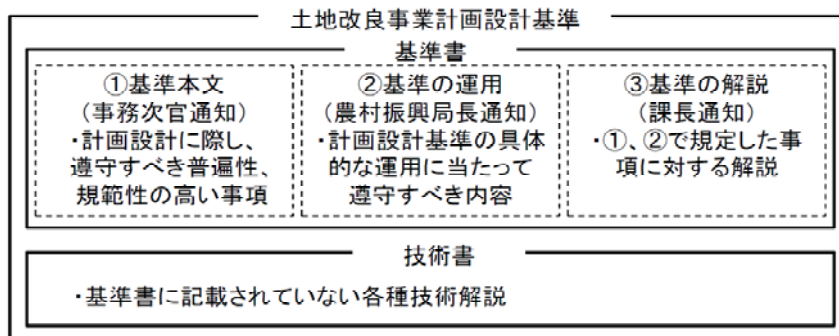 土地改良事業計画設計基準
基準書
①基準本文
(事務次官通知)
・計画設計に際し、
遵守すべき普遍性、
規範性の高い事項
②基準の運用
(農村振興局長通知)
・計画設計基準の具体
的な運用に当たって
遵守すべき内容
③基準の解説
(課長通知)
・①、②で規定した事
項に対する解説
技術書
・基準書に記載されていない各種技術解説